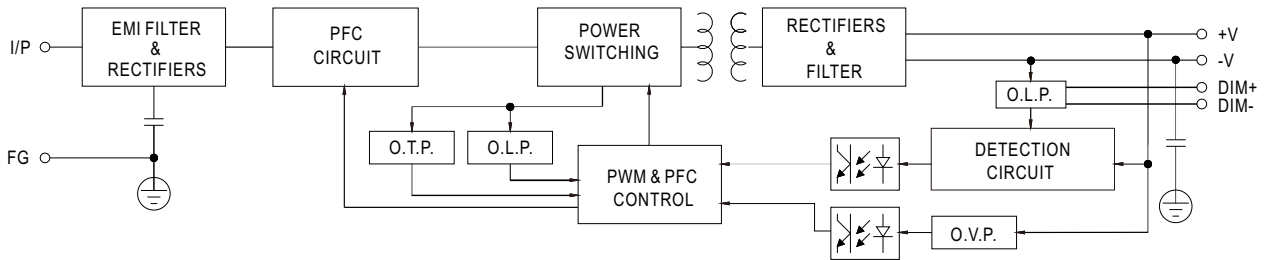 I/P
EMI FILTER
&
RECTIFIERS
PFC
CIRCUIT
POWER
SWITCHING
RECTIFIERS
&
FILTER
+V
-V
DIM+
DIM-
O.L.P.
FG
O.T.P.
O.L.P.
PWM & PFC
CONTROL
DETECTION
CIRCUIT
O.V.P.